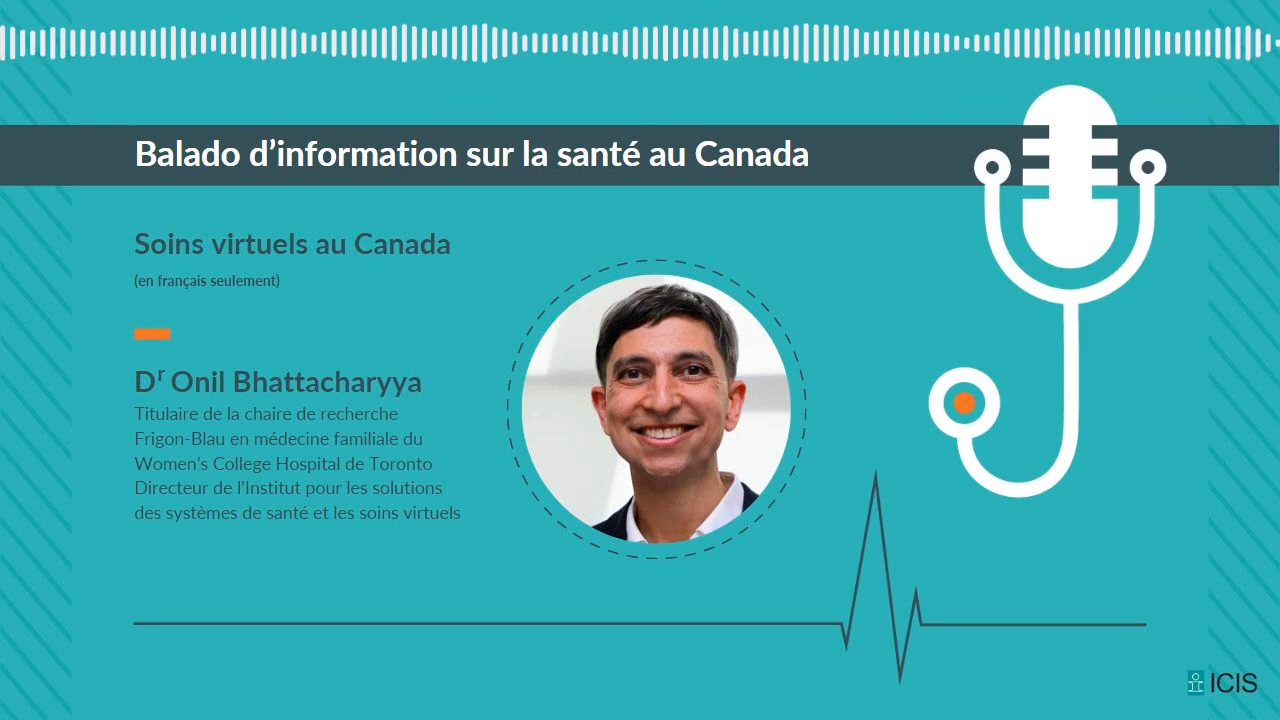 Balado d’information sur la santé au Canada
Soins virtuels au Canada
(en français seulement)
Dʳ Onil Bhattacharyya
Titulaire de la chaire de recherche
Frigon-Blau en médecine familiale du
Women’s College Hospital de Toronto
Directeur de l’Institut pour les solutions
des systèmes de santé et les soins virtuels
ICIS